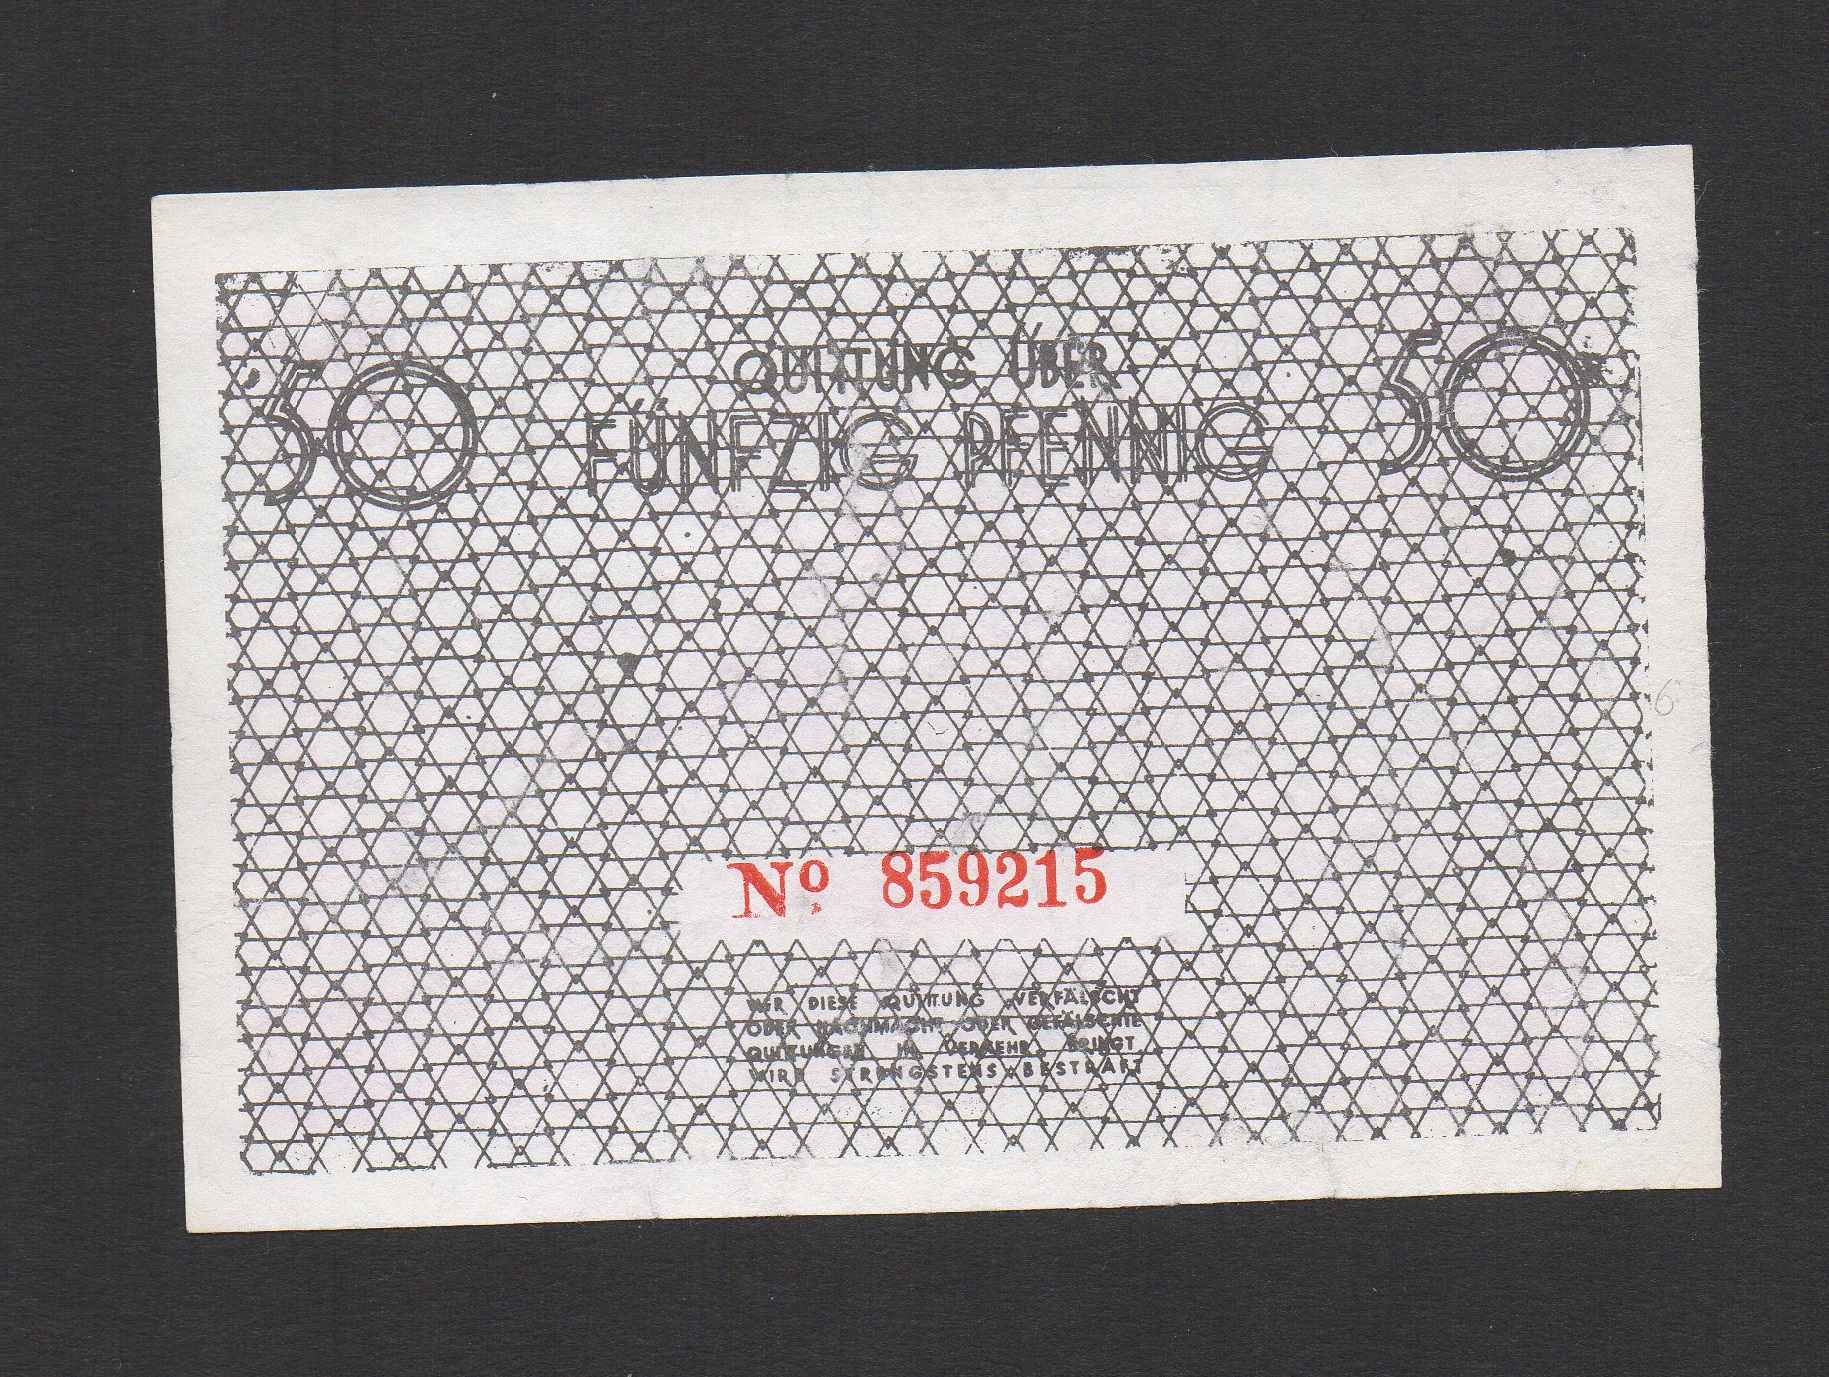 QUITTUNG ÜBER
50 FÜNFZIG PFENNIG 50
Nº 859215
WER DIESE QUITTUNG VERFÄLSCHT
ODER NACHMACHT ODER GEFÄLSCHTE
QUITTUNGEN IN VERKEHR BRINGT,
WIRD STRENGSTENS BESTRAFT
6